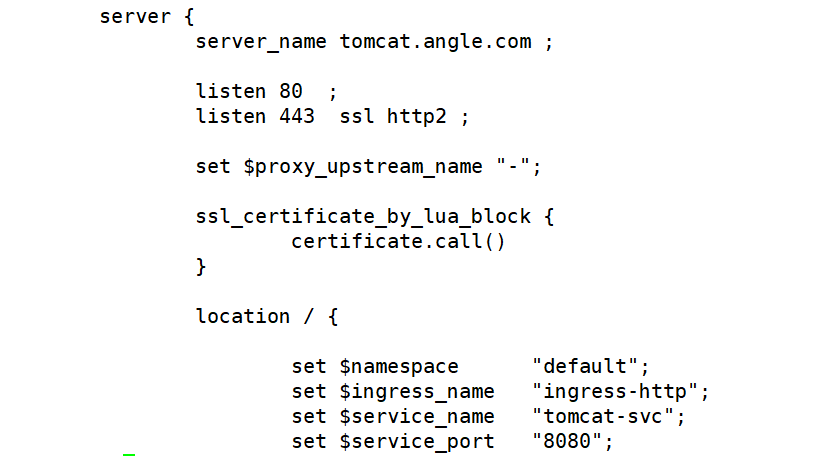 server {
server_name tomcat.angle.com ;
listen 80  ;
listen 443  ssl http2 ;
set $proxy_upstream_name "-";
ssl_certificate_by_lua_block {
certificate.call()
}
location / {
set $namespace      "default";
set $ingress_name   "ingress-http";
set $service_name   "tomcat-svc";
set $service_port   "8080";